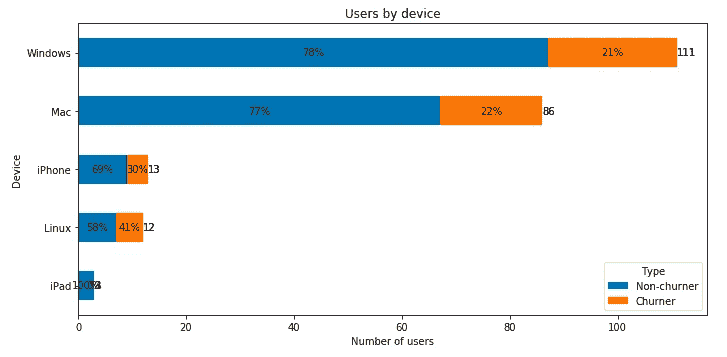 Users by device
Windows 78% 21% 111
Mac 77% 22% 86
iPhone 69% 30% 13
Linux 58% 41% 12
iPad
0 20 40 60 80 100
Number of users
Device
Type
Non-churner
Churner